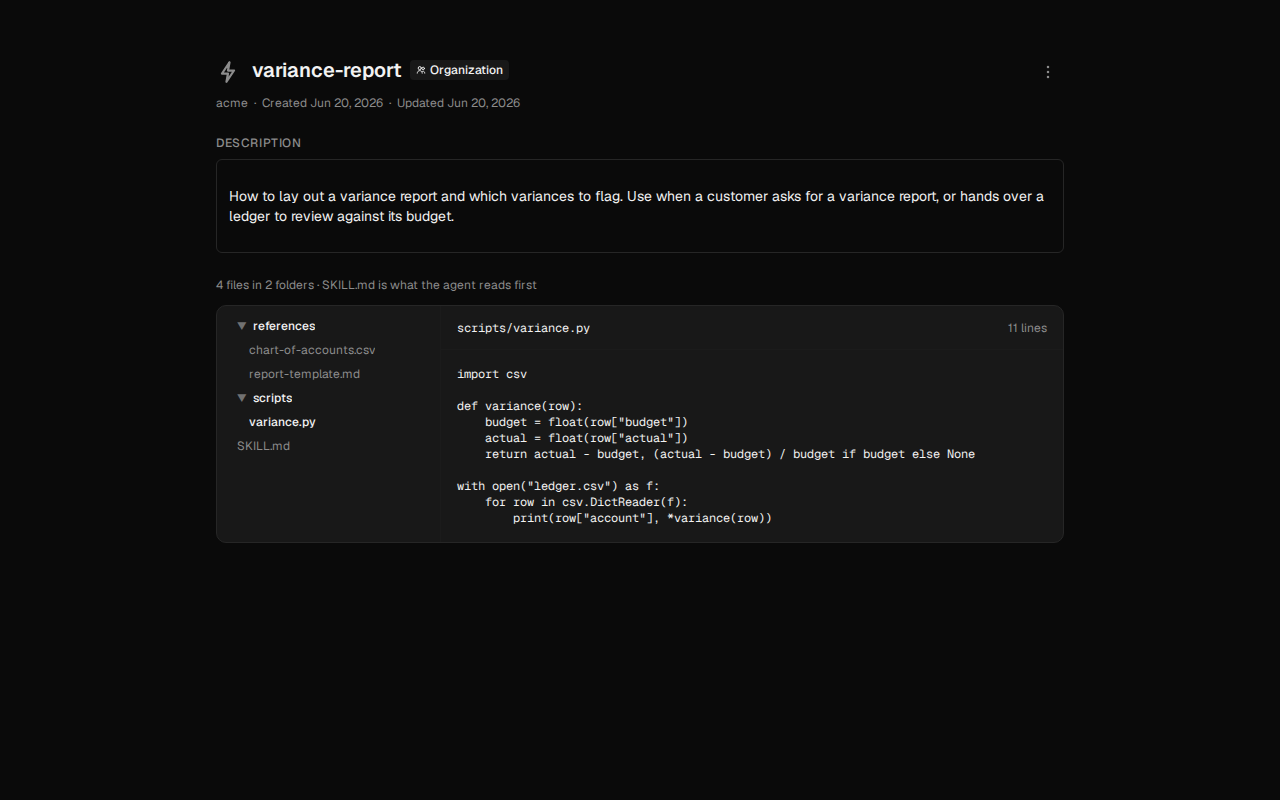 variance-report Organization
acme · Created Jun 20, 2026 · Updated Jun 20, 2026
DESCRIPTION
How to lay out a variance report and which variances to flag. Use when a customer asks for a variance report, or hands over a
ledger to review against its budget.
4 files in 2 folders · SKILL.md is what the agent reads first
references
chart-of-accounts.csv
report-template.md
scripts
variance.py
SKILL.md
scripts/variance.py 11 lines
import csv
def variance(row):
    budget = float(row["budget"])
    actual = float(row["actual"])
    return actual - budget, (actual - budget) / budget if budget else None
with open("ledger.csv") as f:
    for row in csv.DictReader(f):
        print(row["account"], *variance(row))